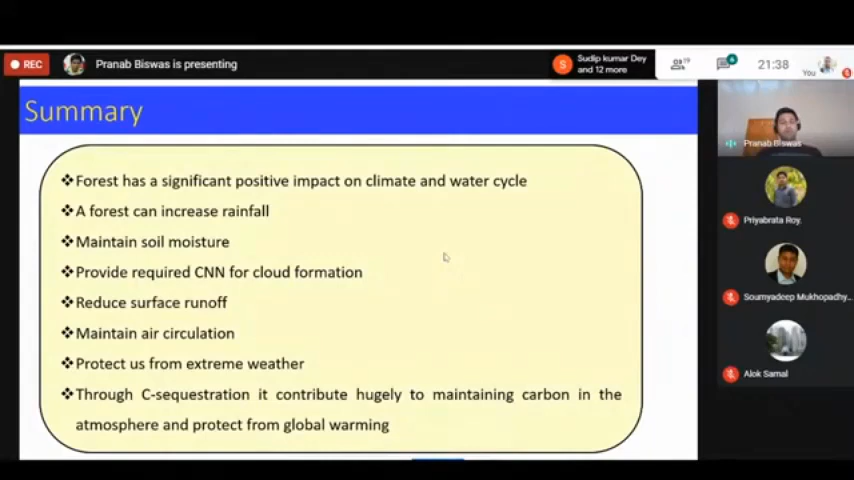 REC
Pranab Biswas is presenting
Sudip kumar Dey
and 12 more
S
19
6
21:38
You
Summary
❖Forest has a significant positive impact on climate and water cycle
❖A forest can increase rainfall
❖Maintain soil moisture
❖Provide required CNN for cloud formation
❖Reduce surface runoff
❖Maintain air circulation
❖Protect us from extreme weather
❖Through C-sequestration it contribute hugely to maintaining carbon in the
atmosphere and protect from global warming
Pranab Biswas
Priyabrata Roy.
Soumyadeep Mukhopadhy...
Alok Samal